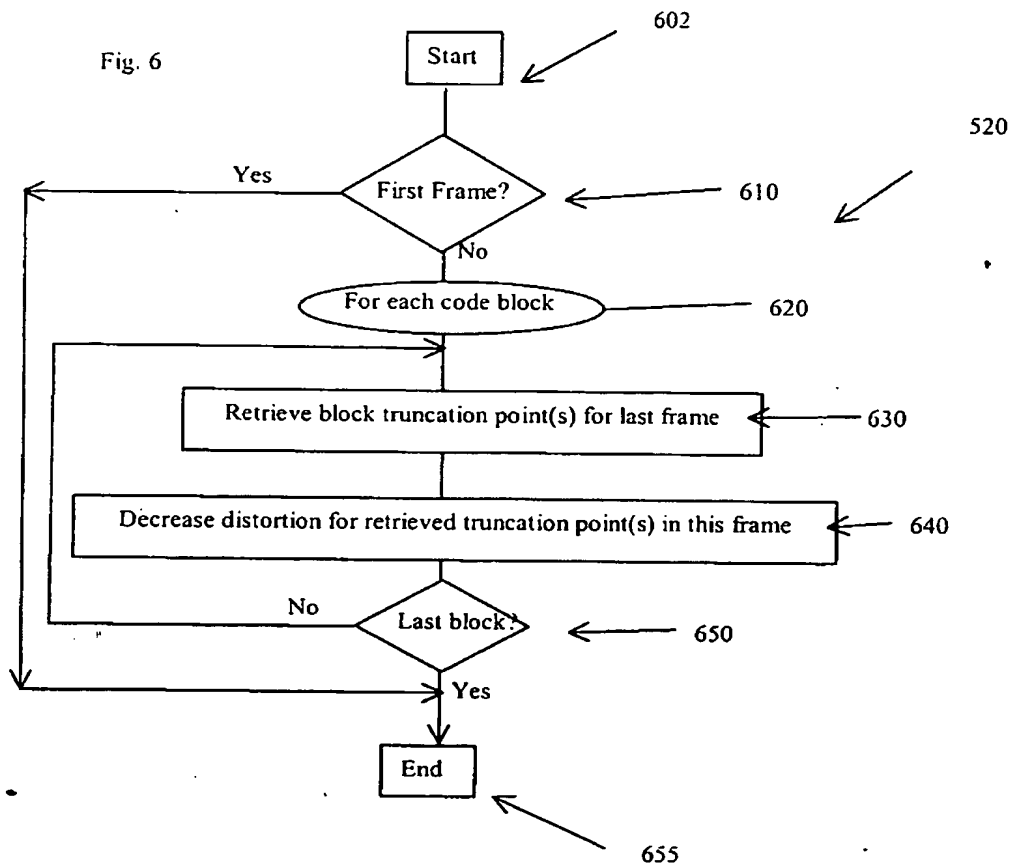 602
Start
Fig. 6
520
Yes
First Frame?
610
No
For each code block
620
Retrieve block truncation point(s) for last frame
630
Decrease distortion for retrieved truncation point(s) in this frame
640
No
Last block?
650
Yes
End
655